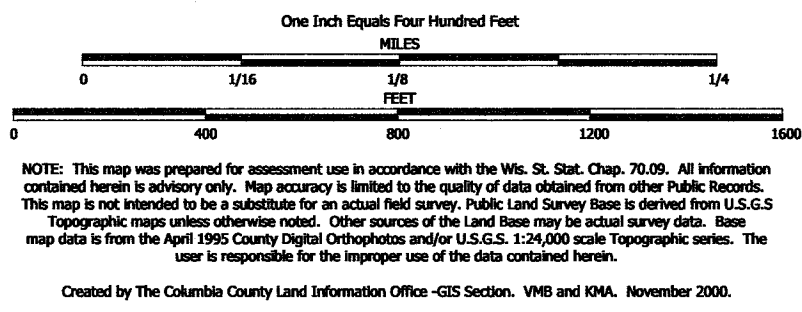 One Inch Equals Four Hundred Feet
MILES
0 1/16 1/8 1/4
FEET
0 400 800 1200 1600
NOTE: This map was prepared for assessment use in accordance with the Wis. St. Stat. Chap. 70.09. All information
contained herein is advisory only. Map accuracy is limited to the quality of data obtained from other Public Records.
This map is not intended to be a substitute for an actual field survey. Public Land Survey Base is derived from U.S.G.S
Topographic maps unless otherwise noted. Other sources of the Land Base may be actual survey data. Base
map data is from the April 1995 County Digital Orthophotos and/or U.S.G.S. 1:24,000 scale Topographic series. The
user is responsible for the improper use of the data contained herein.
Created by The Columbia County Land Information Office -GIS Section. VMB and KMA. November 2000.